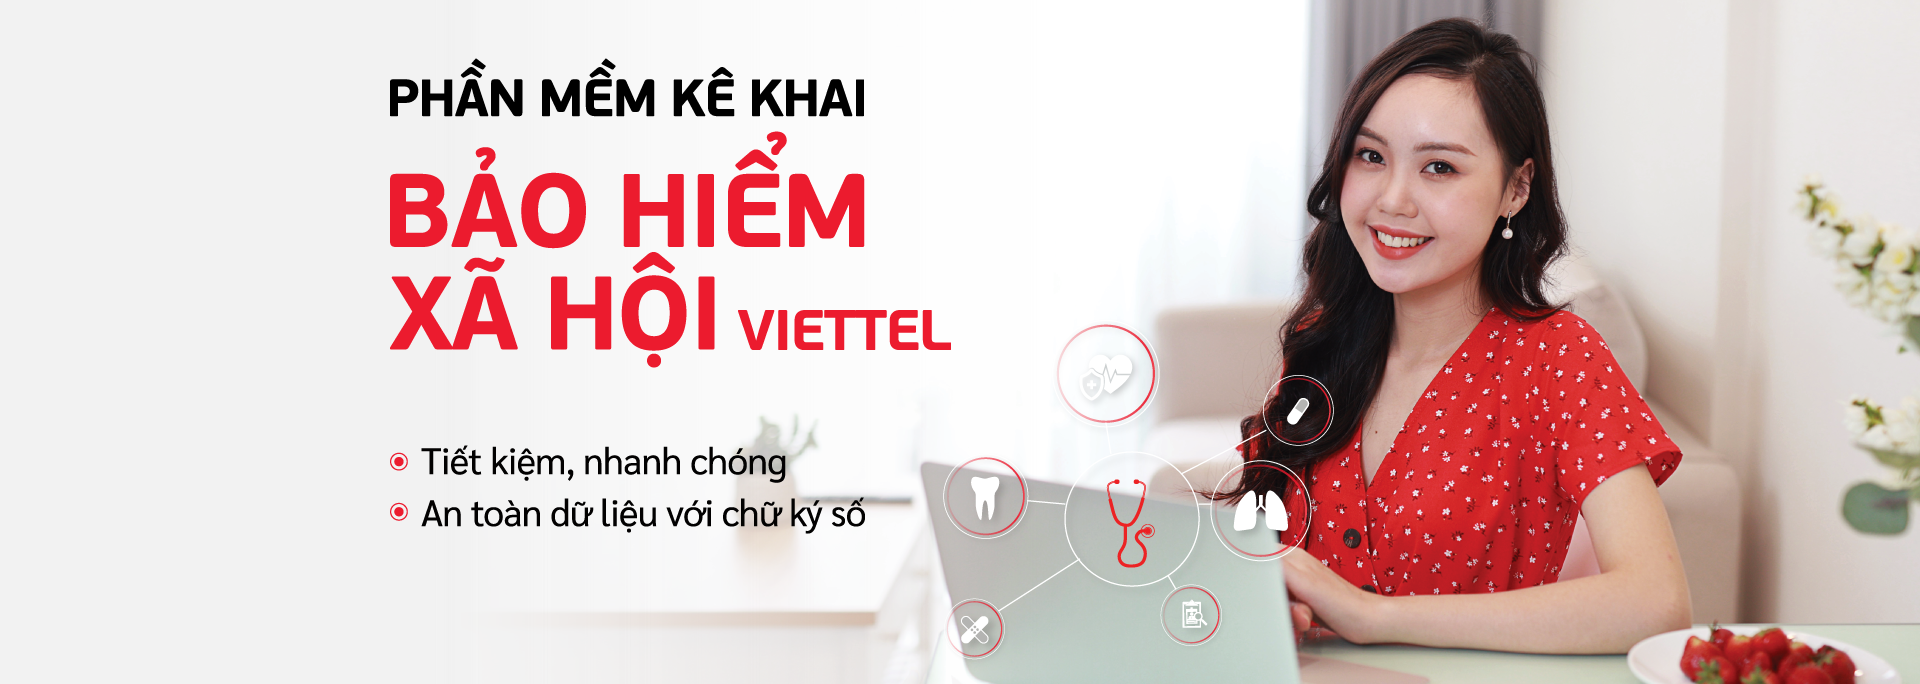 PHẦN MỀM KÊ KHAI
BẢO HIỂM
XÃ HỘI VIETTEL
Tiết kiệm, nhanh chóng
An toàn dữ liệu với chữ ký số